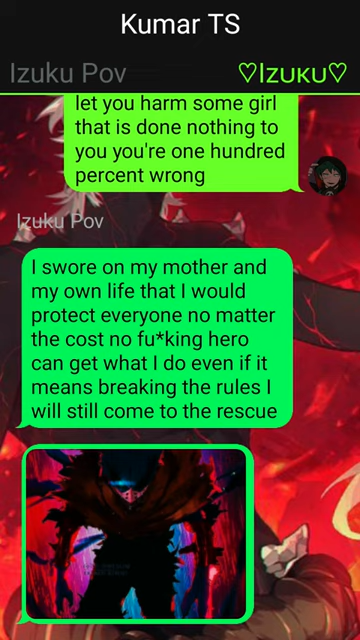 Kumar TS
Izuku Pov
♡Izuku♡
let you harm some girl
that is done nothing to
you you're one hundred
percent wrong
Izuku Pov
I swore on my mother and
my own life that I would
protect everyone no matter
the cost no fu*king hero
can get what I do even if it
means breaking the rules I
will still come to the rescue